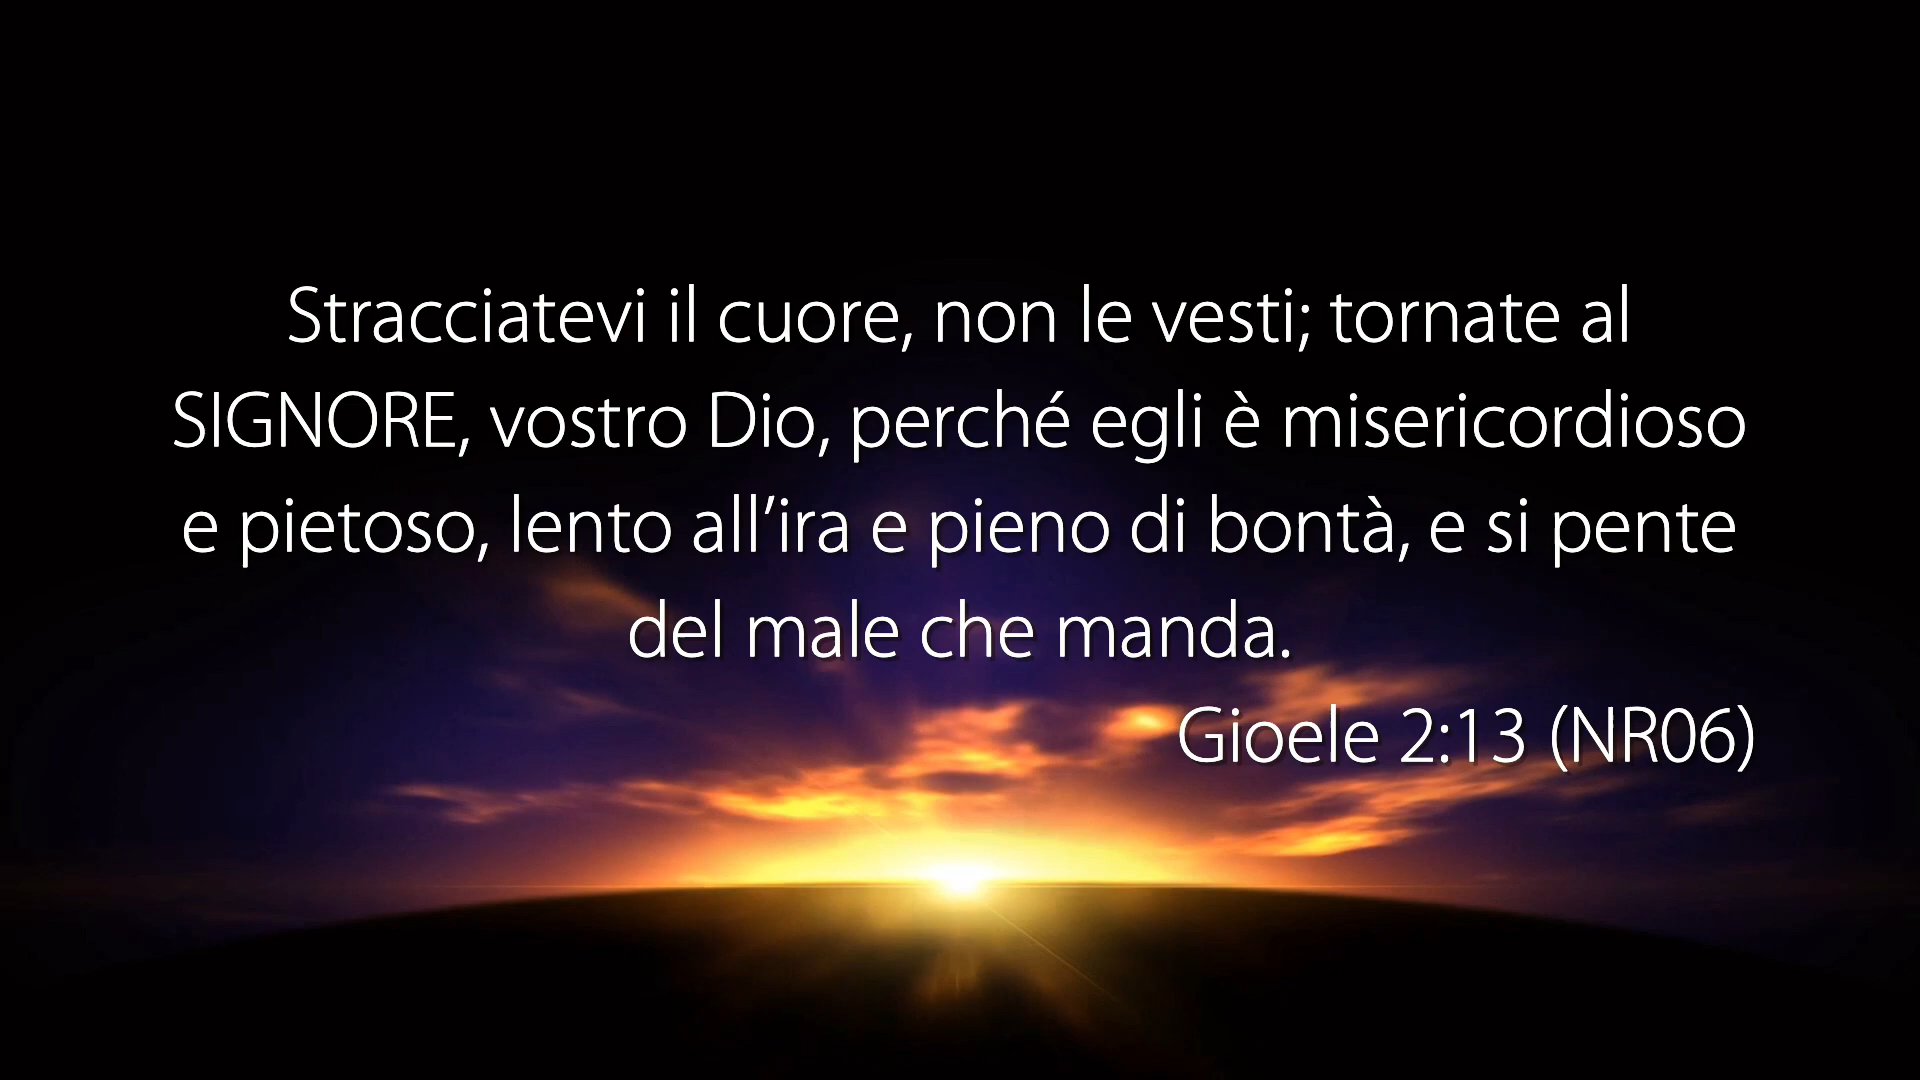 Stracciatevi il cuore, non le vesti; tornate al
SIGNORE, vostro Dio, perché egli è misericordioso
e pietoso, lento all’ira e pieno di bontà, e si pente
del male che manda.
Gioele 2:13 (NR06)